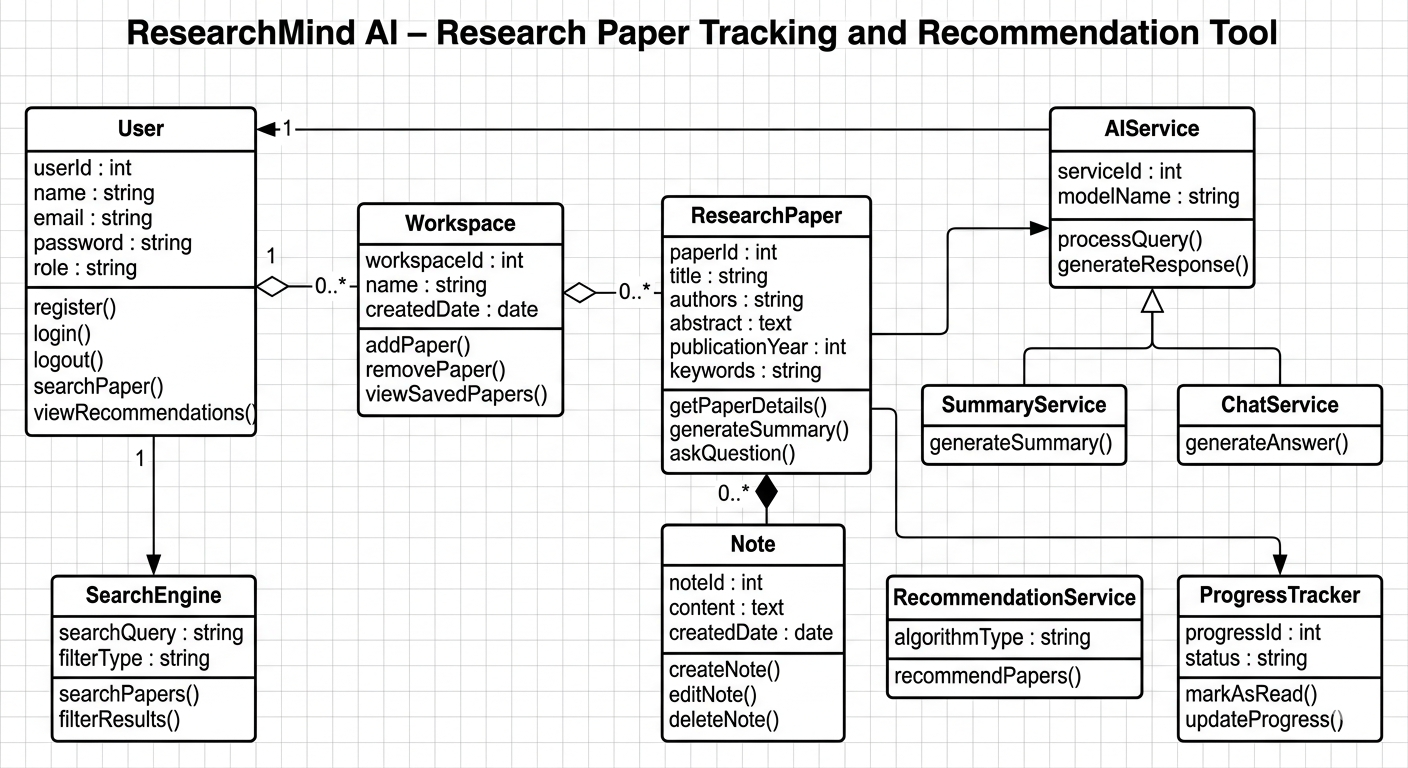 ResearchMind AI – Research Paper Tracking and Recommendation Tool
User
userId : int
name : string
email : string
password : string
role : string
register()
login()
logout()
searchPaper()
viewRecommendations()
1
1
0..*
1
Workspace
workspaceId : int
name : string
createdDate : date
addPaper()
removePaper()
viewSavedPapers()
0..*
ResearchPaper
paperId : int
title : string
authors : string
abstract : text
publicationYear : int
keywords : string
getPaperDetails()
generateSummary()
askQuestion()
0..*
AIService
serviceId : int
modelName : string
processQuery()
generateResponse()
SummaryService
generateSummary()
ChatService
generateAnswer()
SearchEngine
searchQuery : string
filterType : string
searchPapers()
filterResults()
Note
noteId : int
content : text
createdDate : date
createNote()
editNote()
deleteNote()
RecommendationService
algorithmType : string
recommendPapers()
ProgressTracker
progressId : int
status : string
markAsRead()
updateProgress()